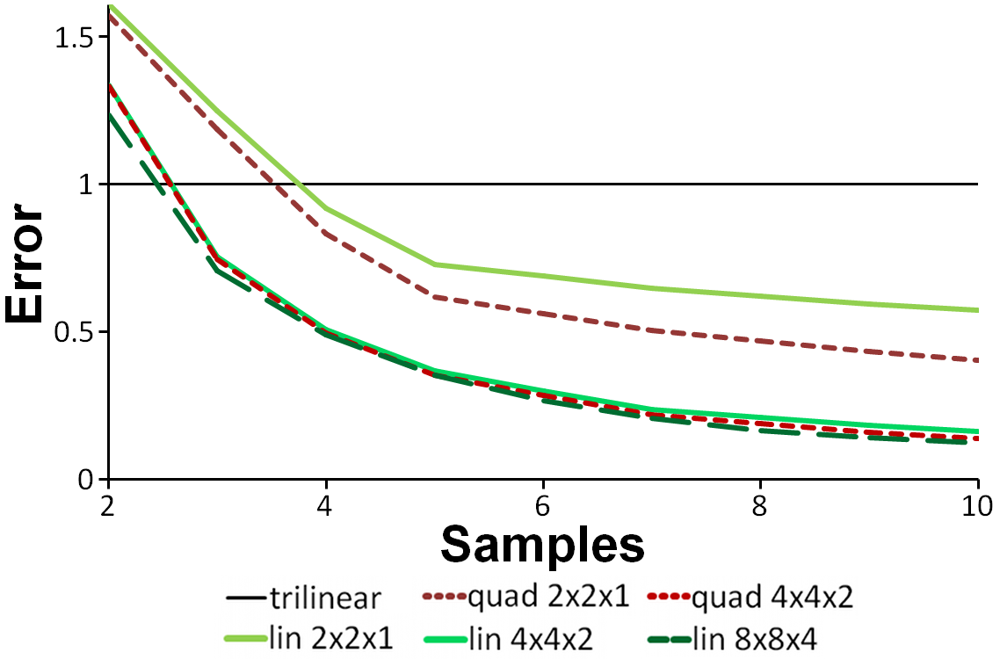 1.5
1
0.5
0
Error
2 4 6 8 10
Samples
trilinear quad 2x2x1 quad 4x4x2
lin 2x2x1 lin 4x4x2 lin 8x8x4